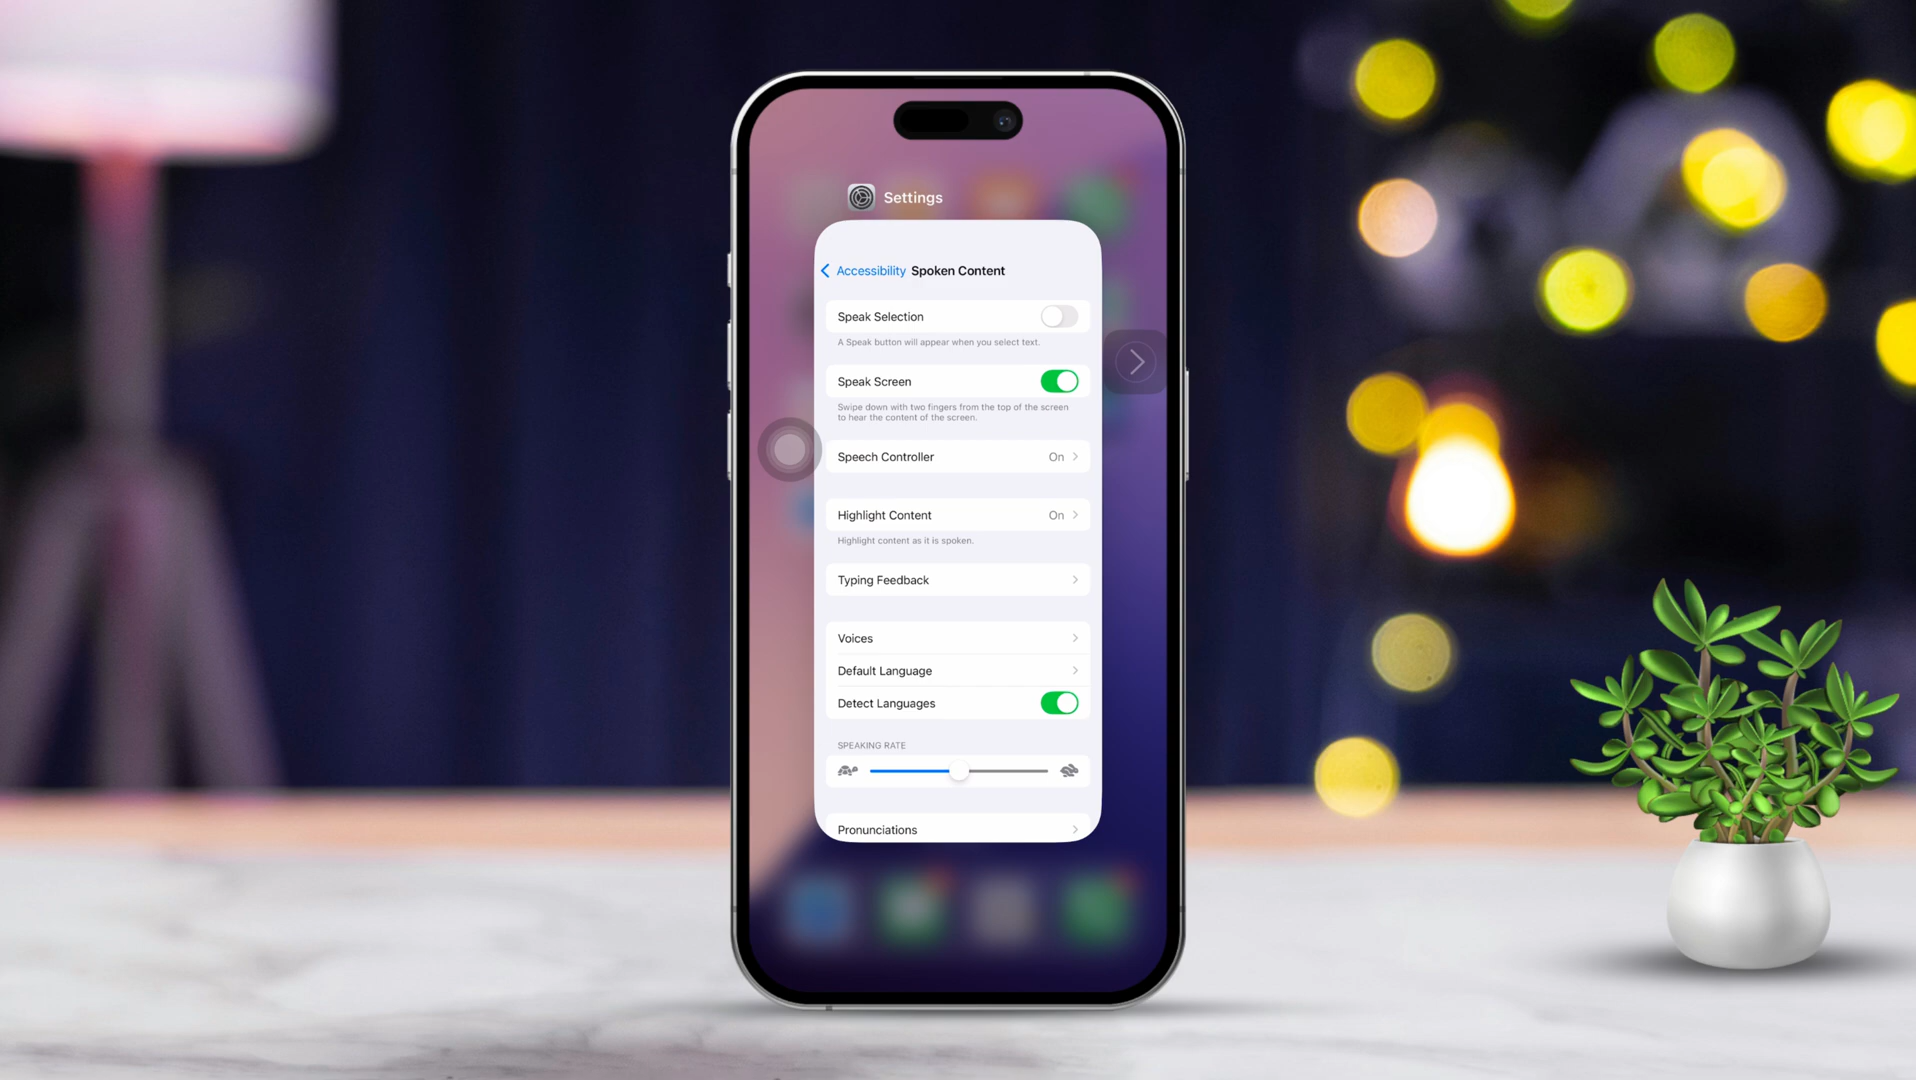 Settings
Accessibility Spoken Content
Speak Selection
A Speak button will appear when you select text.
Speak Screen
Swipe down with two fingers from the top of the screen
to hear the content of the screen.
Speech Controller On
Highlight Content On
Highlight content as it is spoken.
Typing Feedback
Voices
Default Language
Detect Languages
SPEAKING RATE
Pronunciations